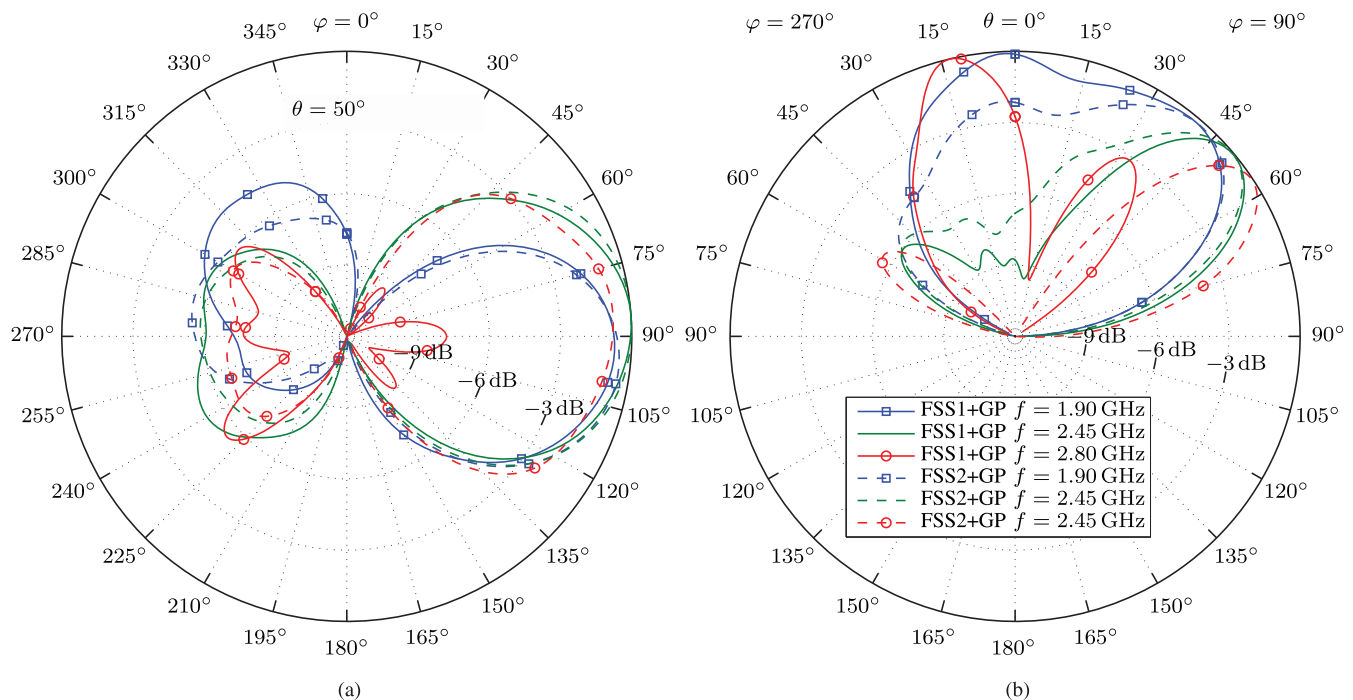 φ = 0°
15°
30°
45°
60°
75°
90°
105°
120°
135°
150°
165°
180°
195°
210°
225°
240°
255°
270°
285°
300°
315°
330°
345°
θ = 50°
−9 dB
−6 dB
−3 dB
(a)
φ = 270°
θ = 0°
φ = 90°
15°
30°
45°
60°
75°
90°
105°
120°
135°
150°
165°
180°
165°
150°
135°
120°
105°
90°
75°
60°
45°
30°
15°
−9 dB
−6 dB
−3 dB
FSS1+GP f = 1.90 GHz
FSS1+GP f = 2.45 GHz
FSS1+GP f = 2.80 GHz
FSS2+GP f = 1.90 GHz
FSS2+GP f = 2.45 GHz
FSS2+GP f = 2.45 GHz
(b)